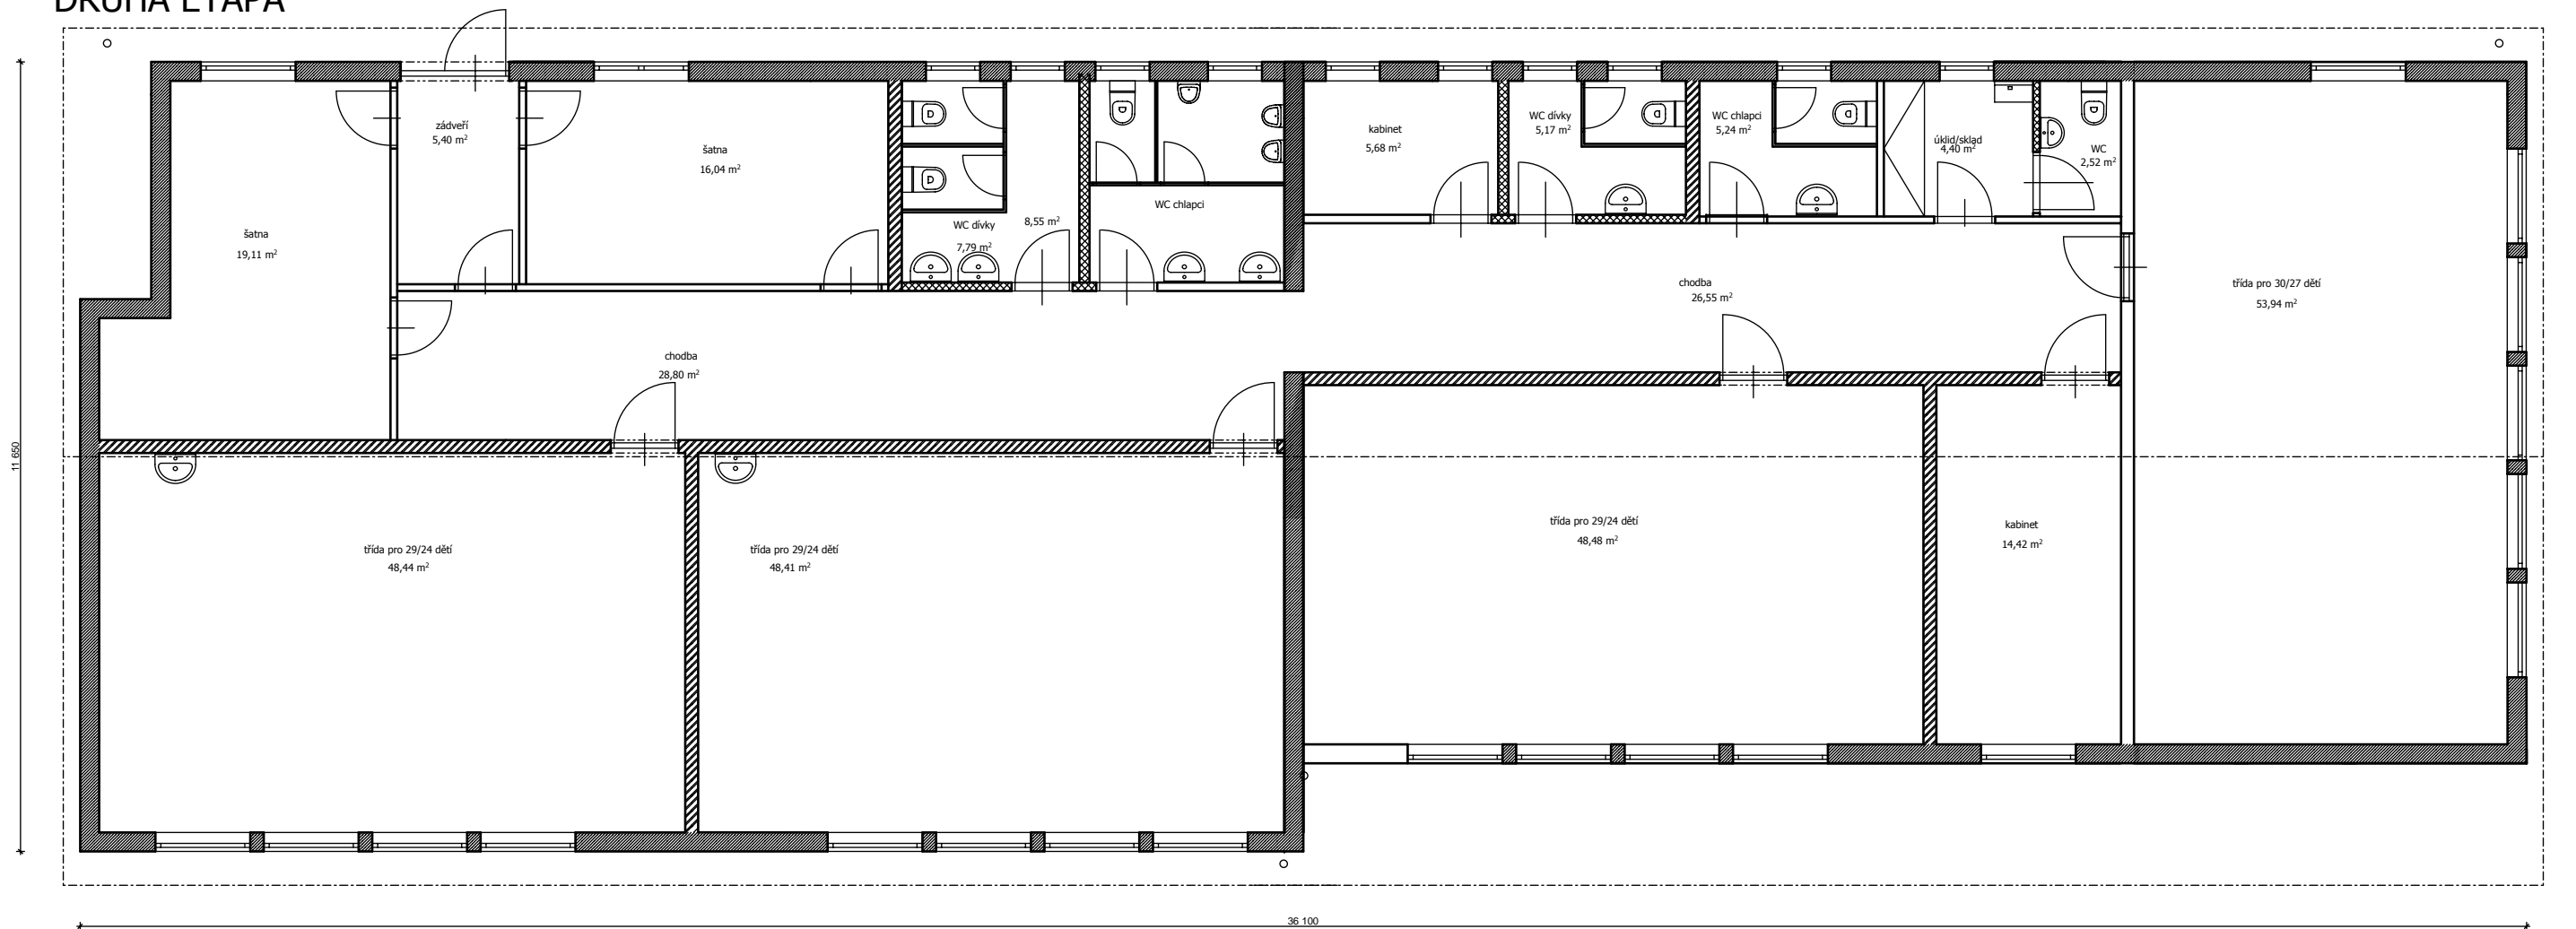 DRUHÁ ETAPA
zádveří
5,40 m²
šatna
16,04 m²
šatna
19,11 m²
WC dívky
7,79 m²
8,55 m²
WC chlapci
kabinet
5,68 m²
WC dívky
5,17 m²
WC chlapci
5,24 m²
úklid/sklad
4,40 m²
WC
2,52 m²
chodba
28,80 m²
chodba
26,55 m²
třída pro 30/27 dětí
53,94 m²
třída pro 29/24 dětí
48,44 m²
třída pro 29/24 dětí
48,41 m²
třída pro 29/24 dětí
48,48 m²
kabinet
14,42 m²
11 650
36 100